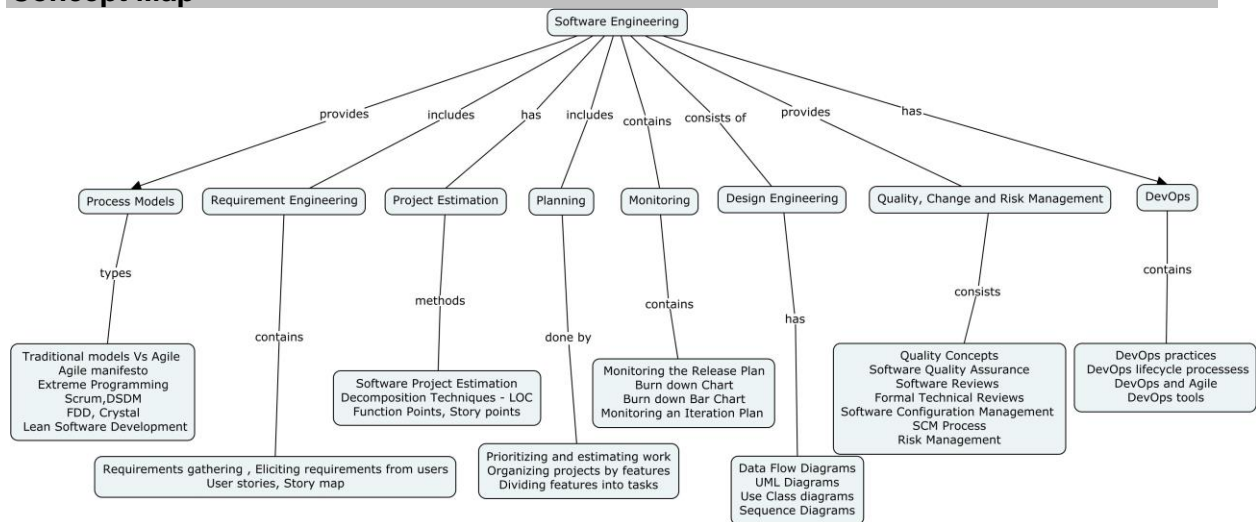 Concept Map
Software Engineering
provides
includes
has
includes
contains
consists of
provides
has
Process Models
Requirement Engineering
Project Estimation
Planning
Monitoring
Design Engineering
Quality, Change and Risk Management
DevOps
types
contains
methods
done by
contains
has
consists
contains
Traditional models Vs Agile
Agile manifesto
Extreme Programming
Scrum,DSDM
FDD, Crystal
Lean Software Development
Requirements gathering , Eliciting requirements from users
User stories, Story map
Software Project Estimation
Decomposition Techniques - LOC
Function Points, Story points
Prioritizing and estimating work
Organizing projects by features
Dividing features into tasks
Monitoring the Release Plan
Burn down Chart
Burn down Bar Chart
Monitoring an Iteration Plan
Data Flow Diagrams
UML Diagrams
Use Class diagrams
Sequence Diagrams
Quality Concepts
Software Quality Assurance
Software Reviews
Formal Technical Reviews
Software Configuration Management
SCM Process
Risk Management
DevOps practices
DevOps lifecycle processess
DevOps and Agile
DevOps tools